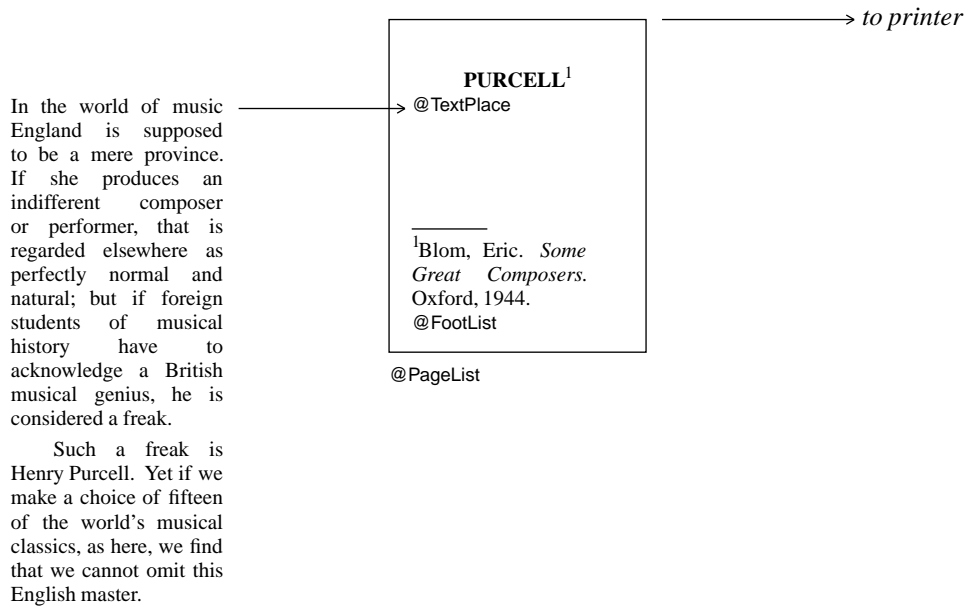 to printer
PURCELL1
@TextPlace
In the world of music
England is supposed
to be a mere province.
If she produces an
indifferent composer
or performer, that is
regarded elsewhere as
perfectly normal and
natural; but if foreign
students of musical
history have to
acknowledge a British
musical genius, he is
considered a freak.
Such a freak is
Henry Purcell. Yet if we
make a choice of fifteen
of the world's musical
classics, as here, we find
that we cannot omit this
English master.
1Blom, Eric. Some
Great Composers.
Oxford, 1944.
@FootList
@PageList